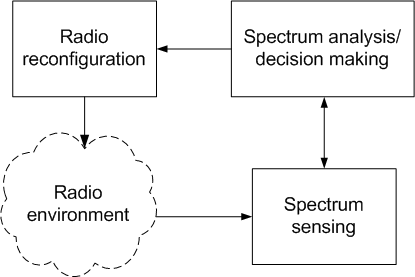 Radio
reconfiguration
Spectrum analysis/
decision making
Radio
environment
Spectrum
sensing